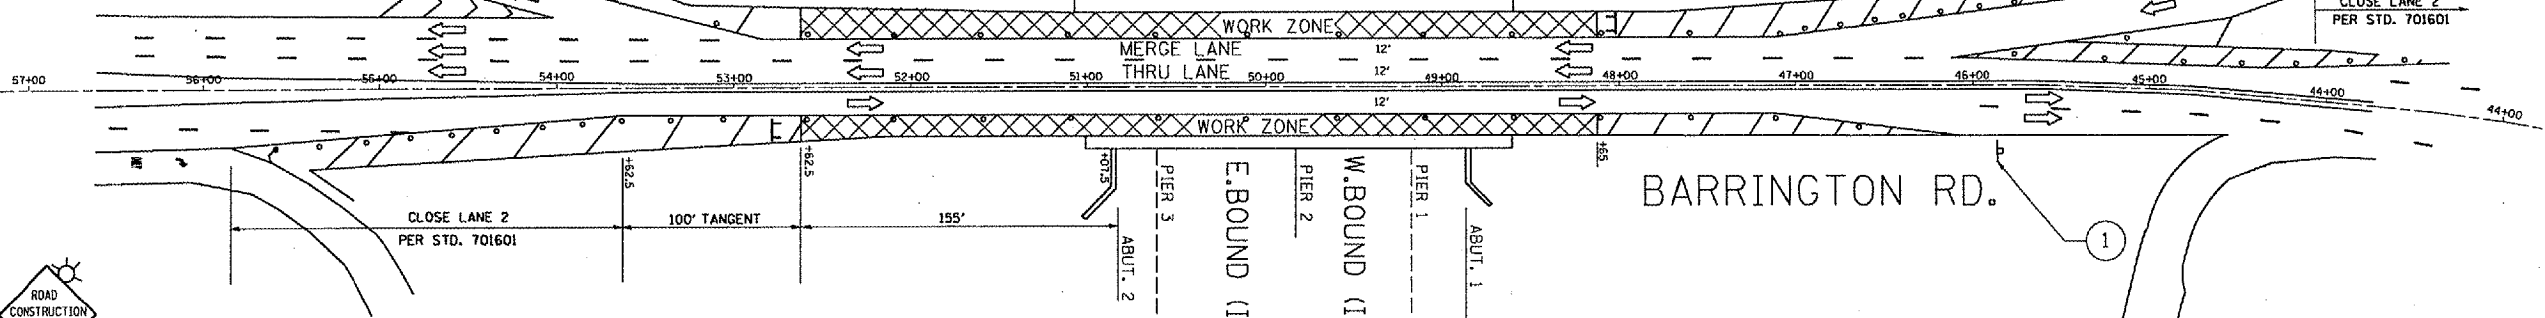 CLOSE LANE 2
PER STD. 701601
WORK ZONE
MERGE LANE
12'
THRU LANE
12'
57+00
56+00
55+00
54+00
53+00
52+00
51+00
50+00
49+00
48+00
47+00
46+00
45+00
44+00
44+00
12'
WORK ZONE
+62.5
+62.5
+07.5
+65
PIER 3
E.BOUND (I
PIER 2
W.BOUND (I
PIER 1
BARRINGTON RD.
CLOSE LANE 2
PER STD. 701601
100' TANGENT
155'
ABUT. 2
ABUT. 1
1
ROAD
CONSTRUCTION